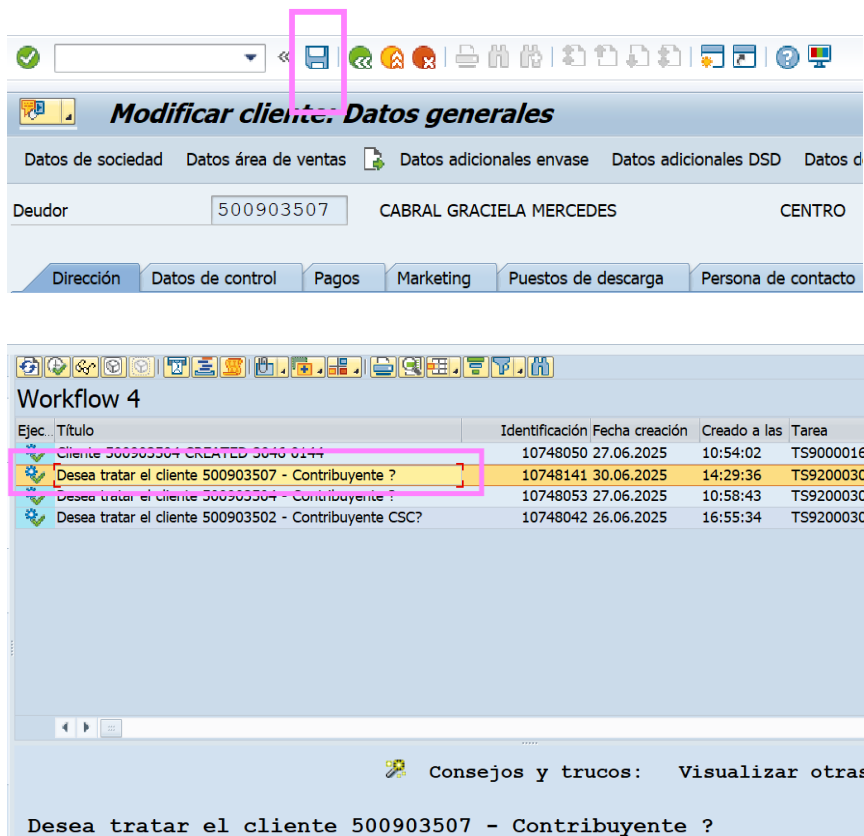 Modificar cliente: Datos generales
Datos de sociedad Datos área de ventas Datos adicionales envase Datos adicionales DSD Datos d
Deudor 500903507 CABRAL GRACIELA MERCEDES CENTRO
Dirección Datos de control Pagos Marketing Puestos de descarga Persona de contacto
Workflow 4
Ejec... Título Identificación Fecha creación Creado a las Tarea
Cliente 500903504 CREATED 3046 0144 10748050 27.06.2025 10:54:02 TS9000016
Desea tratar el cliente 500903507 - Contribuyente ? 10748141 30.06.2025 14:29:36 TS9200030
Desea tratar el cliente 500903504 - Contribuyente ? 10748053 27.06.2025 10:58:43 TS9200030
Desea tratar el cliente 500903502 - Contribuyente CSC? 10748042 26.06.2025 16:55:34 TS9200030
Consejos y trucos: Visualizar otras
Desea tratar el cliente 500903507 - Contribuyente ?